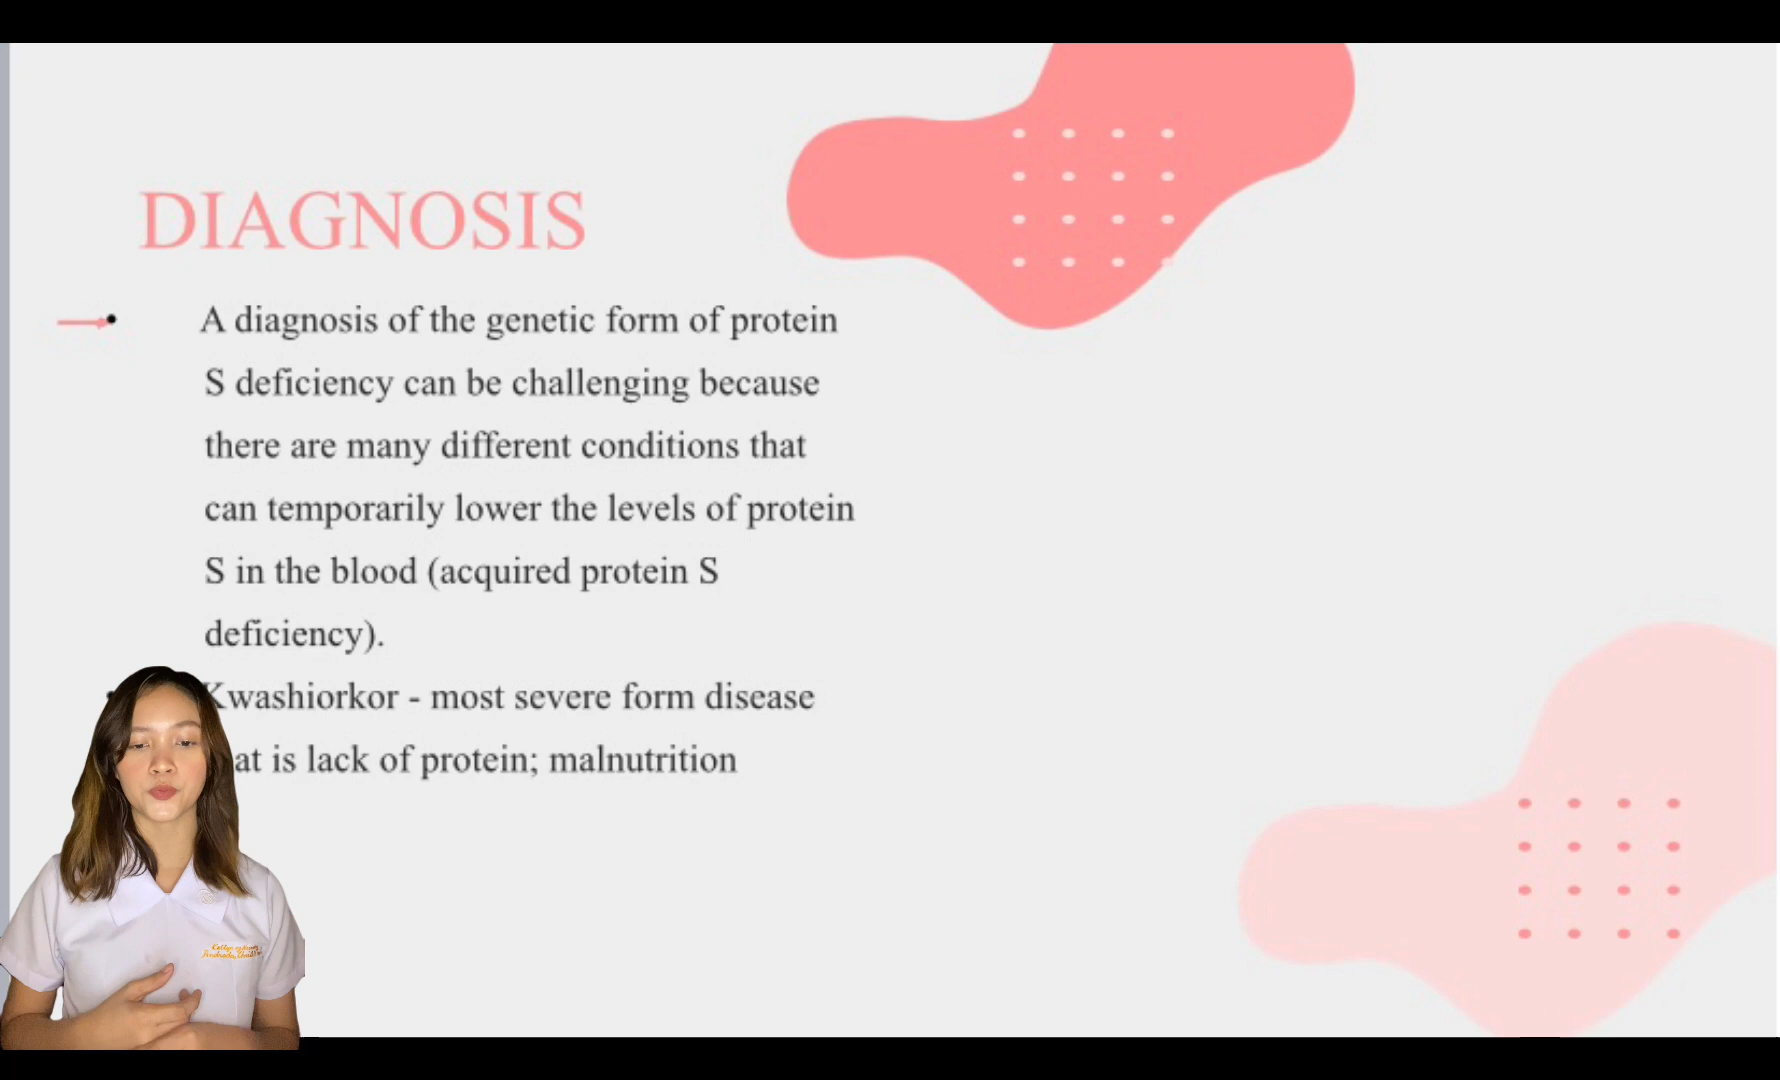 DIAGNOSIS
• A diagnosis of the genetic form of protein
S deficiency can be challenging because
there are many different conditions that
can temporarily lower the levels of protein
S in the blood (acquired protein S
deficiency).
Kwashiorkor - most severe form disease
is lack of protein; malnutrition